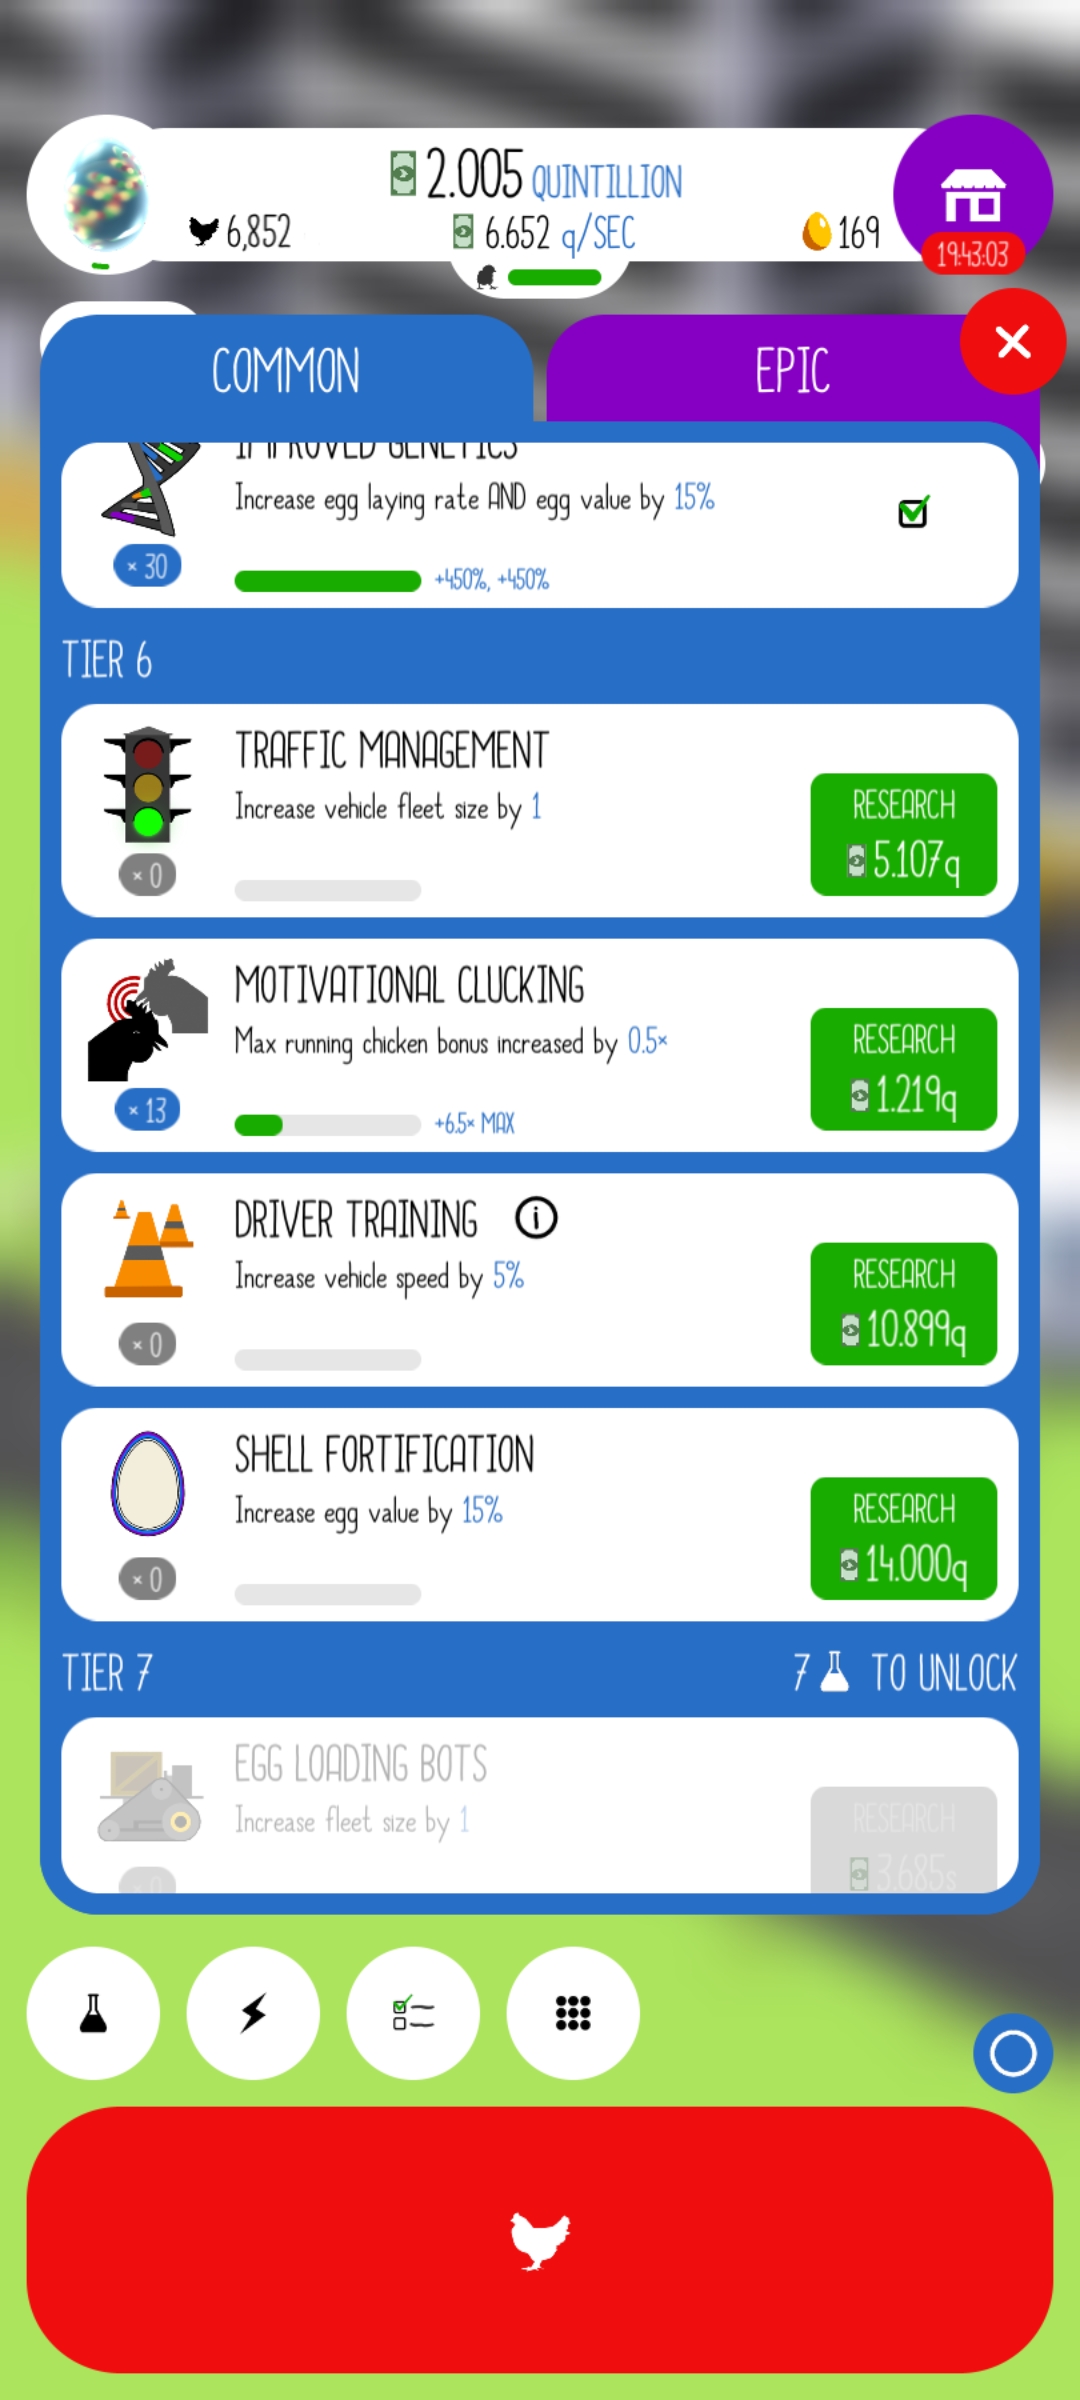 2.005 QUINTILLION
6,852
6.652 q/SEC
169
19:43:03
COMMON
EPIC
IMPROVED GENETICS
Increase egg laying rate AND egg value by 15%
× 30
+450%, +450%
TIER 6
TRAFFIC MANAGEMENT
Increase vehicle fleet size by 1
RESEARCH
5.107q
× 0
MOTIVATIONAL CLUCKING
Max running chicken bonus increased by 0.5×
RESEARCH
1.219q
× 13
+6.5× MAX
DRIVER TRAINING
Increase vehicle speed by 5%
RESEARCH
10.899q
× 0
SHELL FORTIFICATION
Increase egg value by 15%
RESEARCH
14.000q
× 0
TIER 7
7 TO UNLOCK
EGG LOADING BOTS
Increase fleet size by 1
RESEARCH
3.685s
× 0